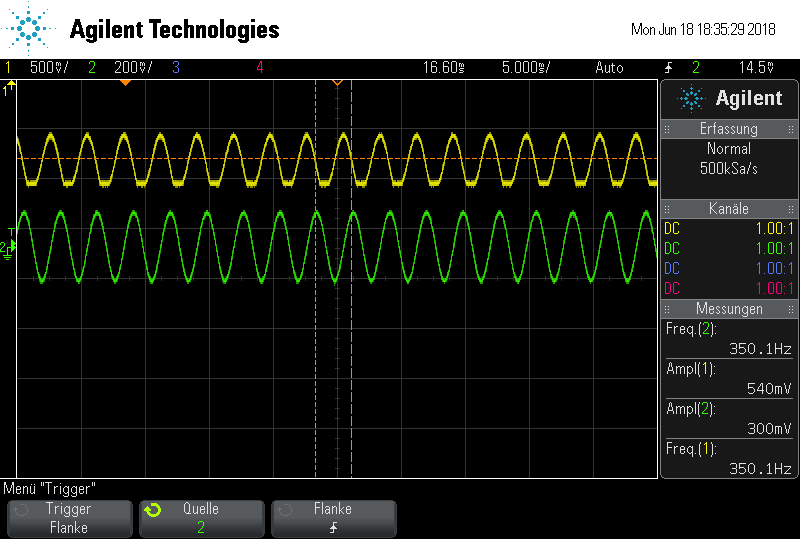 Agilent Technologies
Mon Jun 18 18:35:29 2018
1 500㎷/ 2 200㎷/ 3 4 16.60㎳ 5.000㎳/ Auto 2 14.5㎷
1
2
Agilent
Erfassung
Normal
500kSa/s
Kanäle
DC 1.00:1
DC 1.00:1
DC 1.00:1
DC 1.00:1
Messungen
Freq.(2):
350.1Hz
Ampl(1):
540mV
Ampl(2):
300mV
Freq.(1):
350.1Hz
Menü "Trigger"
Trigger
Flanke
Quelle
2
Flanke